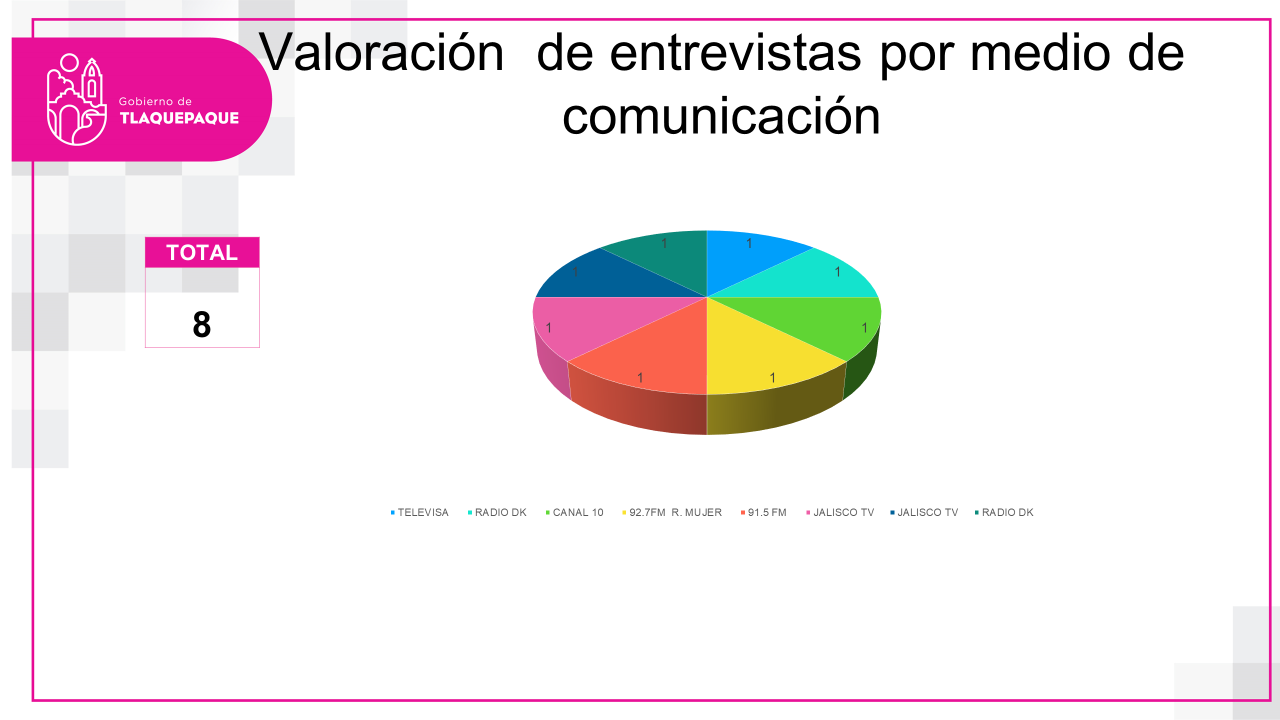 Valoración  de entrevistas por medio de
comunicación
Gobierno de
TLAQUEPAQUE
TOTAL
8
1
1
1
1
1
1
1
1
TELEVISA RADIO DK CANAL 10 92.7FM  R. MUJER 91.5 FM JALISCO TV JALISCO TV RADIO DK